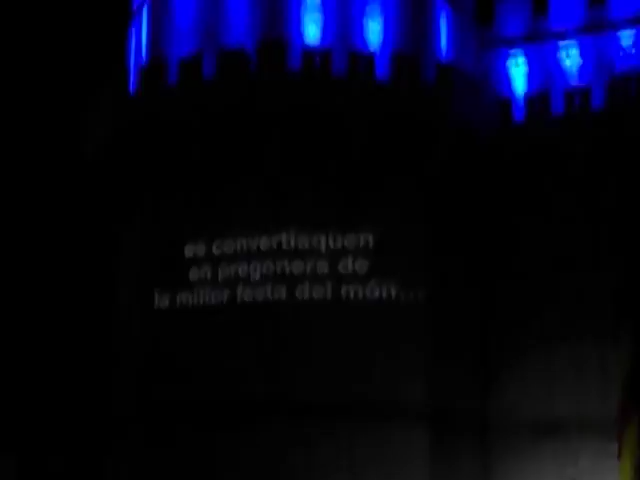 es convertisquen
en pregonera de
la millor festa del món...